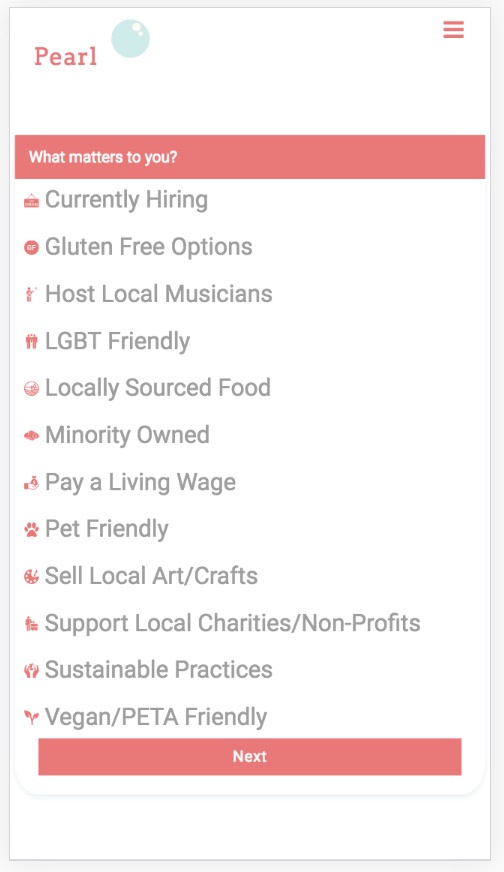 Pearl
What matters to you?
Currently Hiring
GF Gluten Free Options
Host Local Musicians
LGBT Friendly
Locally Sourced Food
Minority Owned
Pay a Living Wage
Pet Friendly
Sell Local Art/Crafts
Support Local Charities/Non-Profits
Sustainable Practices
Vegan/PETA Friendly
Next